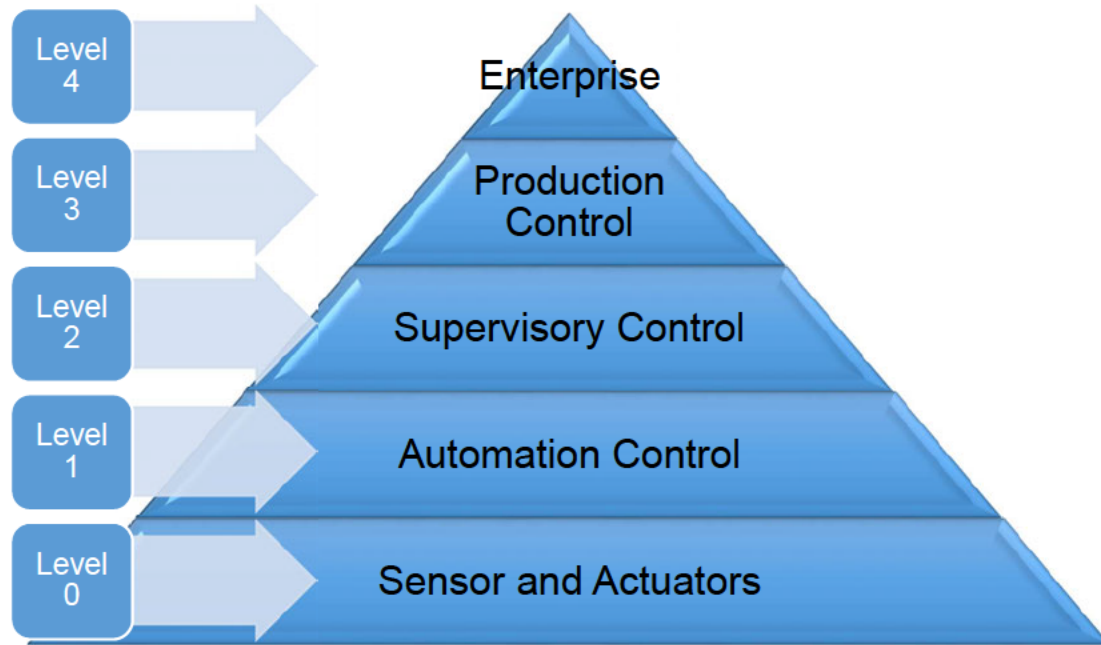 Level
4
Enterprise
Level
3
Production
Control
Level
2
Supervisory Control
Level
1
Automation Control
Level
0
Sensor and Actuators